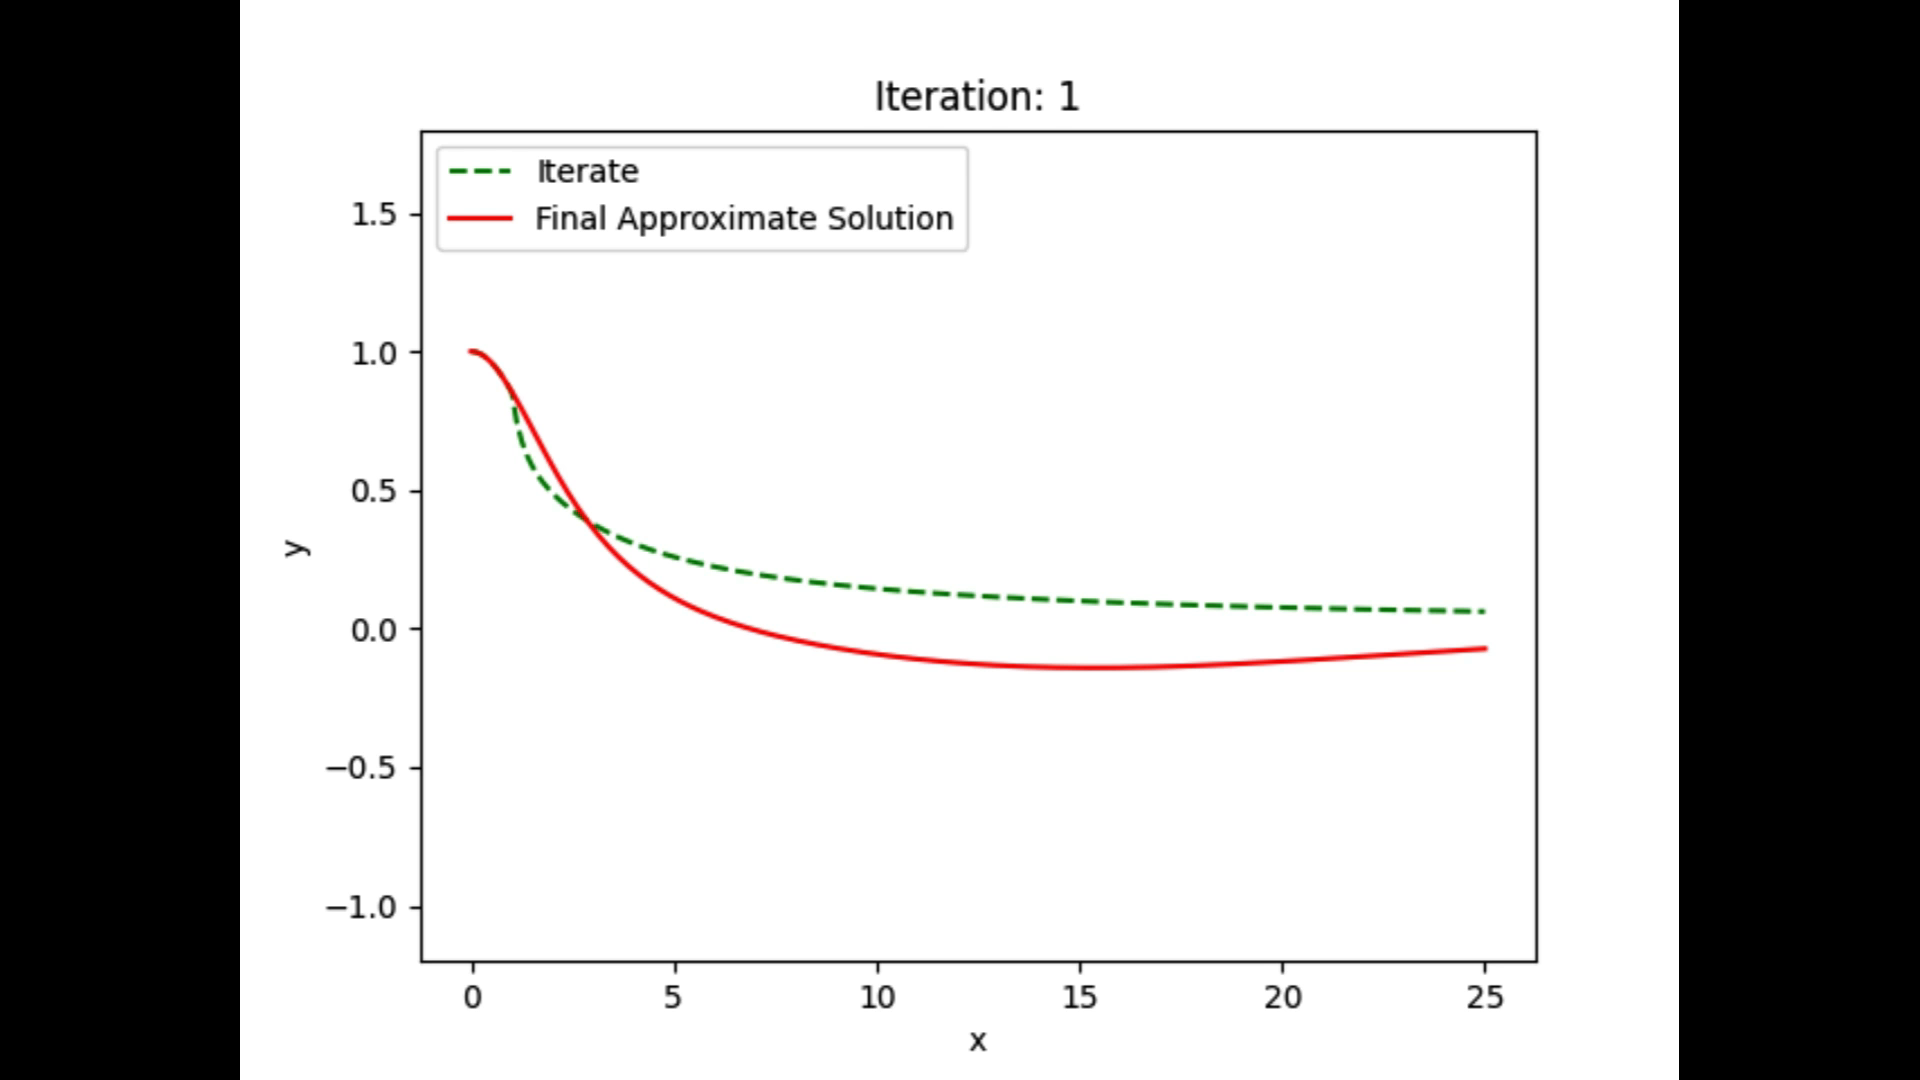 Iteration: 1
Iterate
Final Approximate Solution
1.5
1.0
0.5
0.0
−0.5
−1.0
y
0 5 10 15 20 25
x